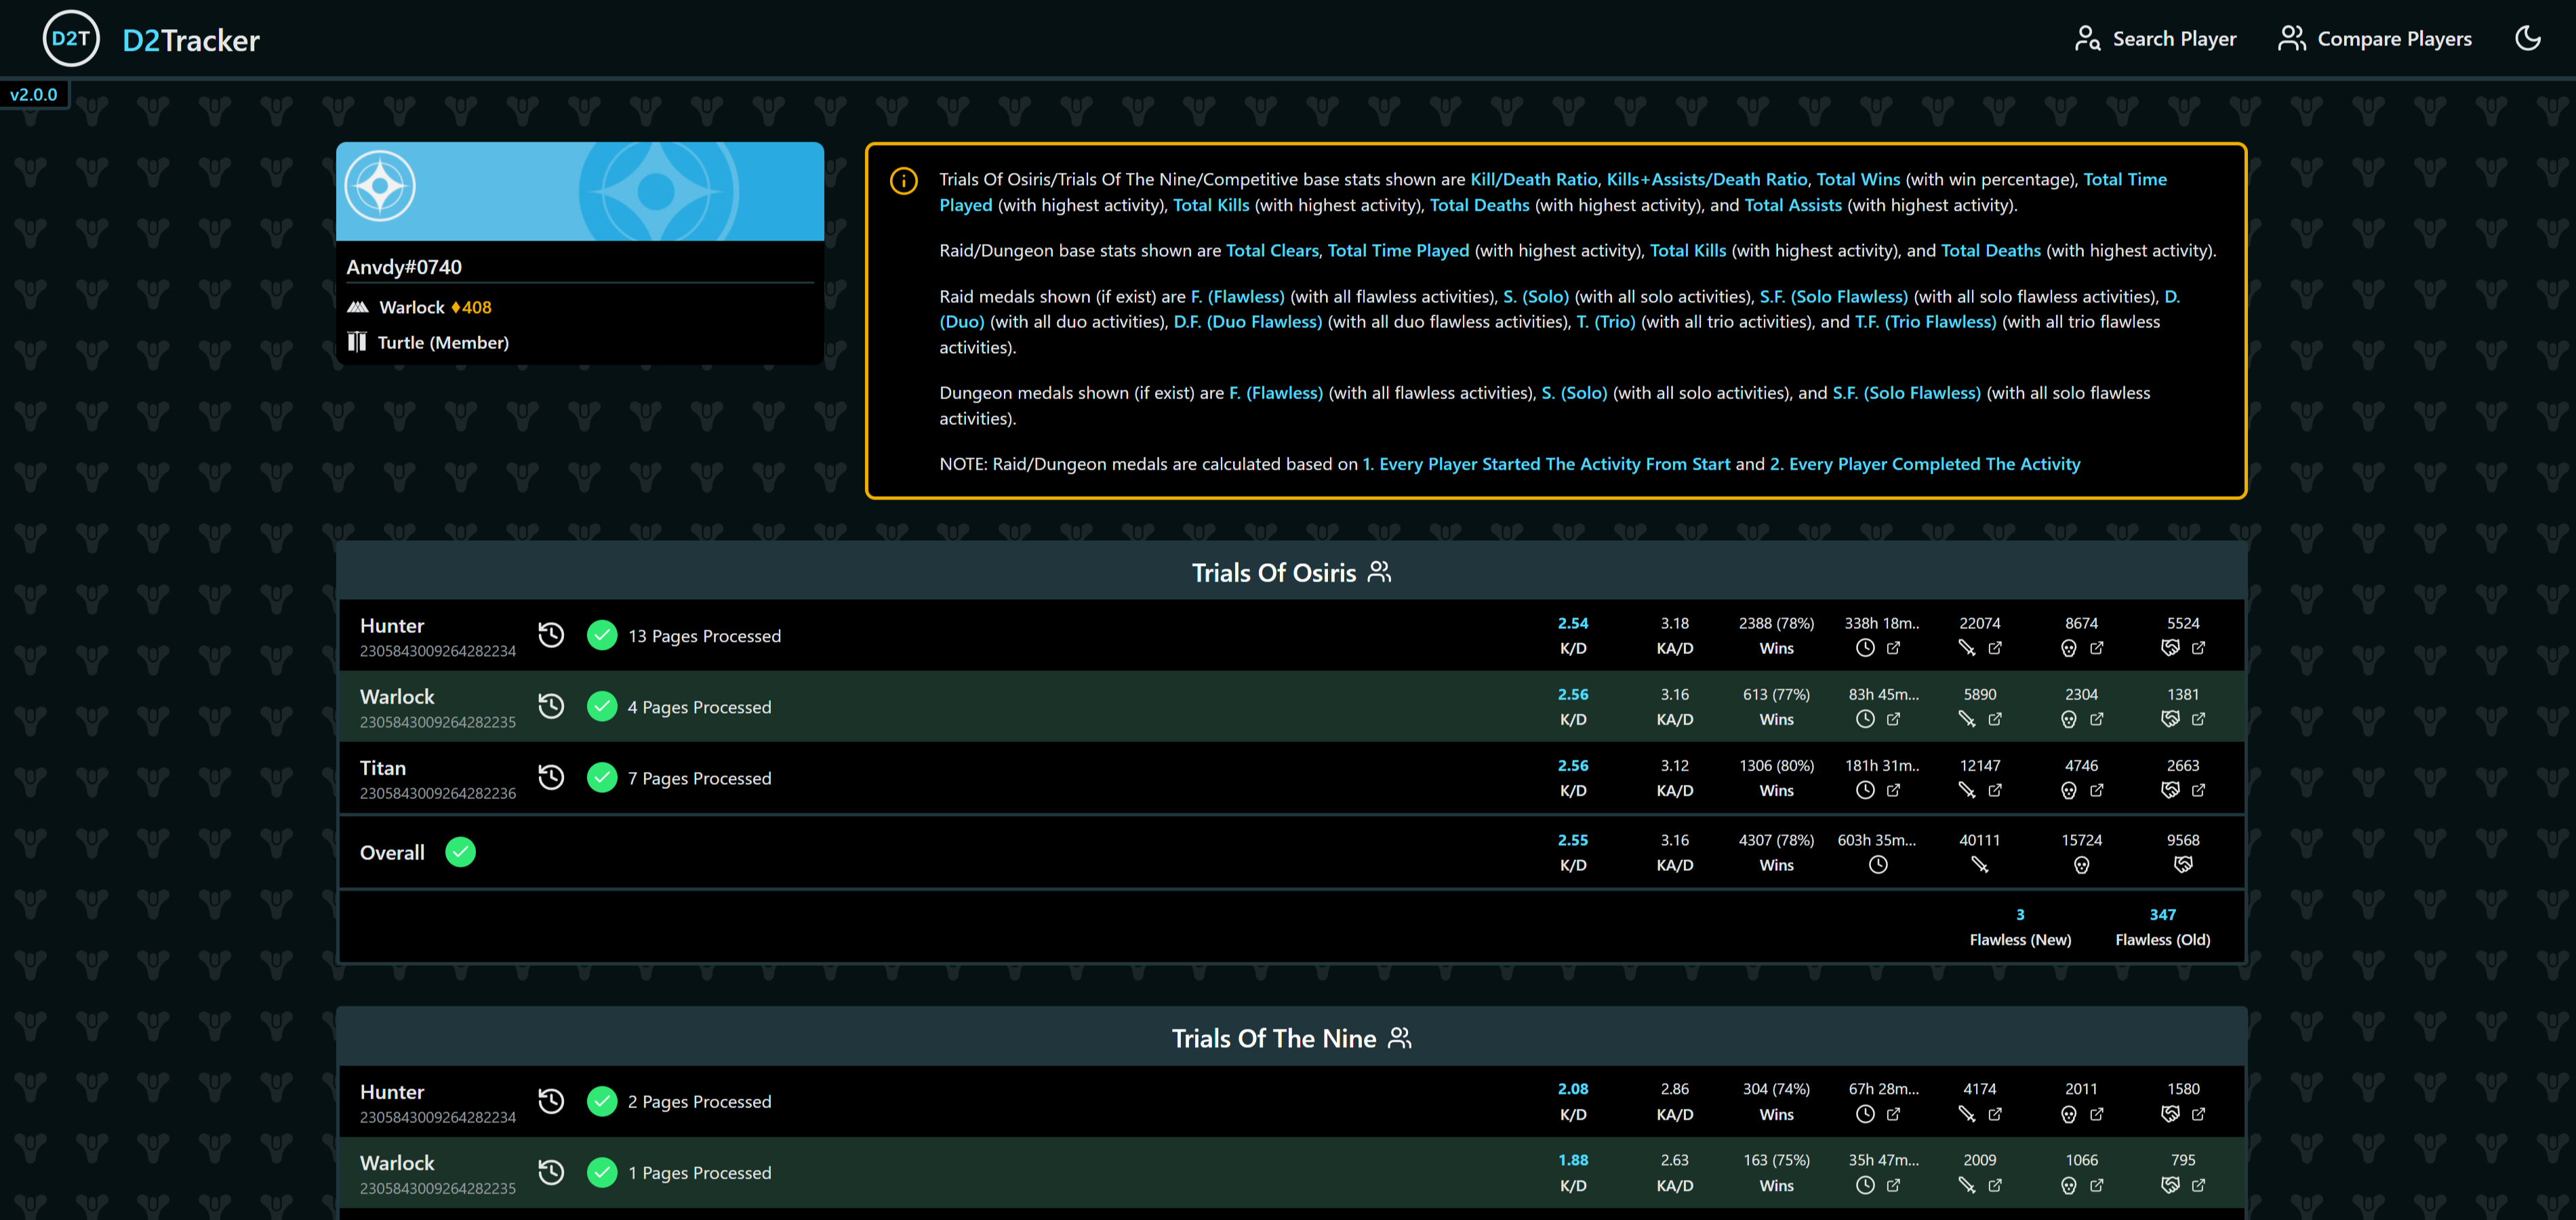 D2T D2Tracker Search Player Compare Players
v2.0.0
Anvdy#0740
Warlock ♦408
Turtle (Member)
Trials Of Osiris/Trials Of The Nine/Competitive base stats shown are Kill/Death Ratio, Kills+Assists/Death Ratio, Total Wins (with win percentage), Total Time
Played (with highest activity), Total Kills (with highest activity), Total Deaths (with highest activity), and Total Assists (with highest activity).
Raid/Dungeon base stats shown are Total Clears, Total Time Played (with highest activity), Total Kills (with highest activity), and Total Deaths (with highest activity).
Raid medals shown (if exist) are F. (Flawless) (with all flawless activities), S. (Solo) (with all solo activities), S.F. (Solo Flawless) (with all solo flawless activities), D.
(Duo) (with all duo activities), D.F. (Duo Flawless) (with all duo flawless activities), T. (Trio) (with all trio activities), and T.F. (Trio Flawless) (with all trio flawless
activities).
Dungeon medals shown (if exist) are F. (Flawless) (with all flawless activities), S. (Solo) (with all solo activities), and S.F. (Solo Flawless) (with all solo flawless
activities).
NOTE: Raid/Dungeon medals are calculated based on 1. Every Player Started The Activity From Start and 2. Every Player Completed The Activity
Trials Of Osiris
Hunter 13 Pages Processed 2.54 3.18 2388 (78%) 338h 18m.. 22074 8674 5524
2305843009264282234 K/D KA/D Wins
Warlock 4 Pages Processed 2.56 3.16 613 (77%) 83h 45m... 5890 2304 1381
2305843009264282235 K/D KA/D Wins
Titan 7 Pages Processed 2.56 3.12 1306 (80%) 181h 31m.. 12147 4746 2663
2305843009264282236 K/D KA/D Wins
Overall 2.55 3.16 4307 (78%) 603h 35m... 40111 15724 9568
K/D KA/D Wins
3 347
Flawless (New) Flawless (Old)
Trials Of The Nine
Hunter 2 Pages Processed 2.08 2.86 304 (74%) 67h 28m... 4174 2011 1580
2305843009264282234 K/D KA/D Wins
Warlock 1 Pages Processed 1.88 2.63 163 (75%) 35h 47m... 2009 1066 795
2305843009264282235 K/D KA/D Wins